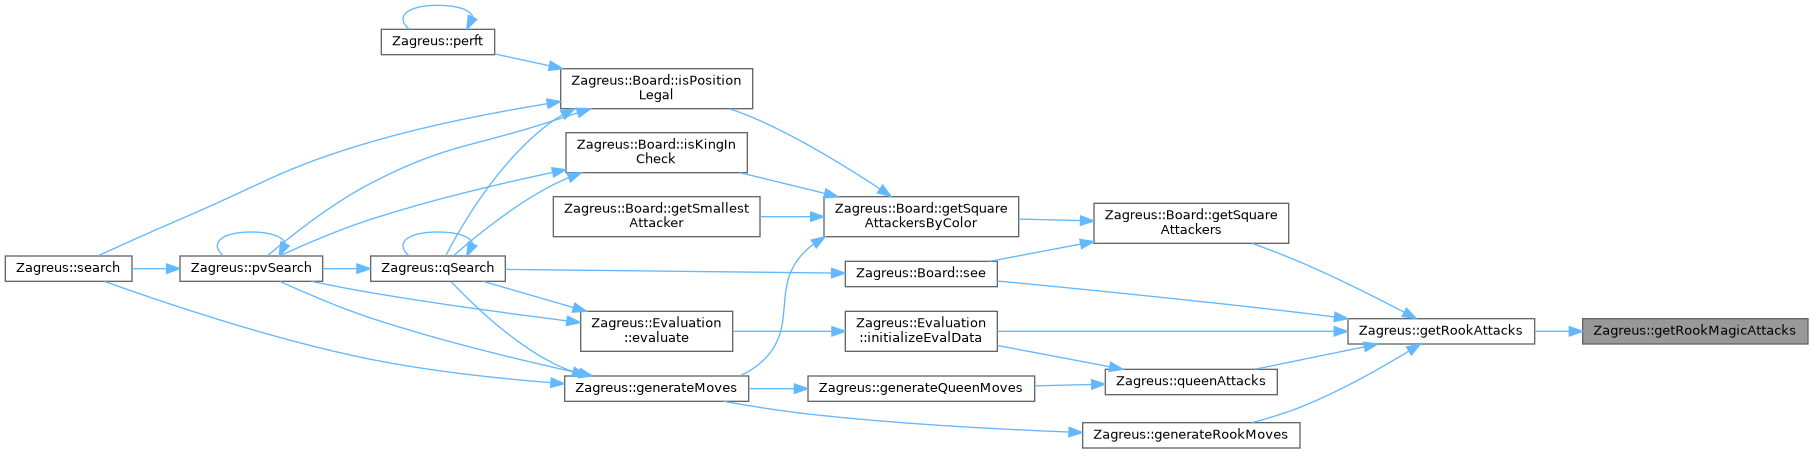 Zagreus::perft
Zagreus::Board::isPosition
Legal
Zagreus::Board::isKingIn
Check
Zagreus::Board::getSmallest
Attacker
Zagreus::Board::getSquare
AttackersByColor
Zagreus::Board::getSquare
Attackers
Zagreus::search
Zagreus::pvSearch
Zagreus::qSearch
Zagreus::Board::see
Zagreus::Evaluation
::evaluate
Zagreus::Evaluation
::initializeEvalData
Zagreus::getRookAttacks
Zagreus::getRookMagicAttacks
Zagreus::generateMoves
Zagreus::generateQueenMoves
Zagreus::queenAttacks
Zagreus::generateRookMoves